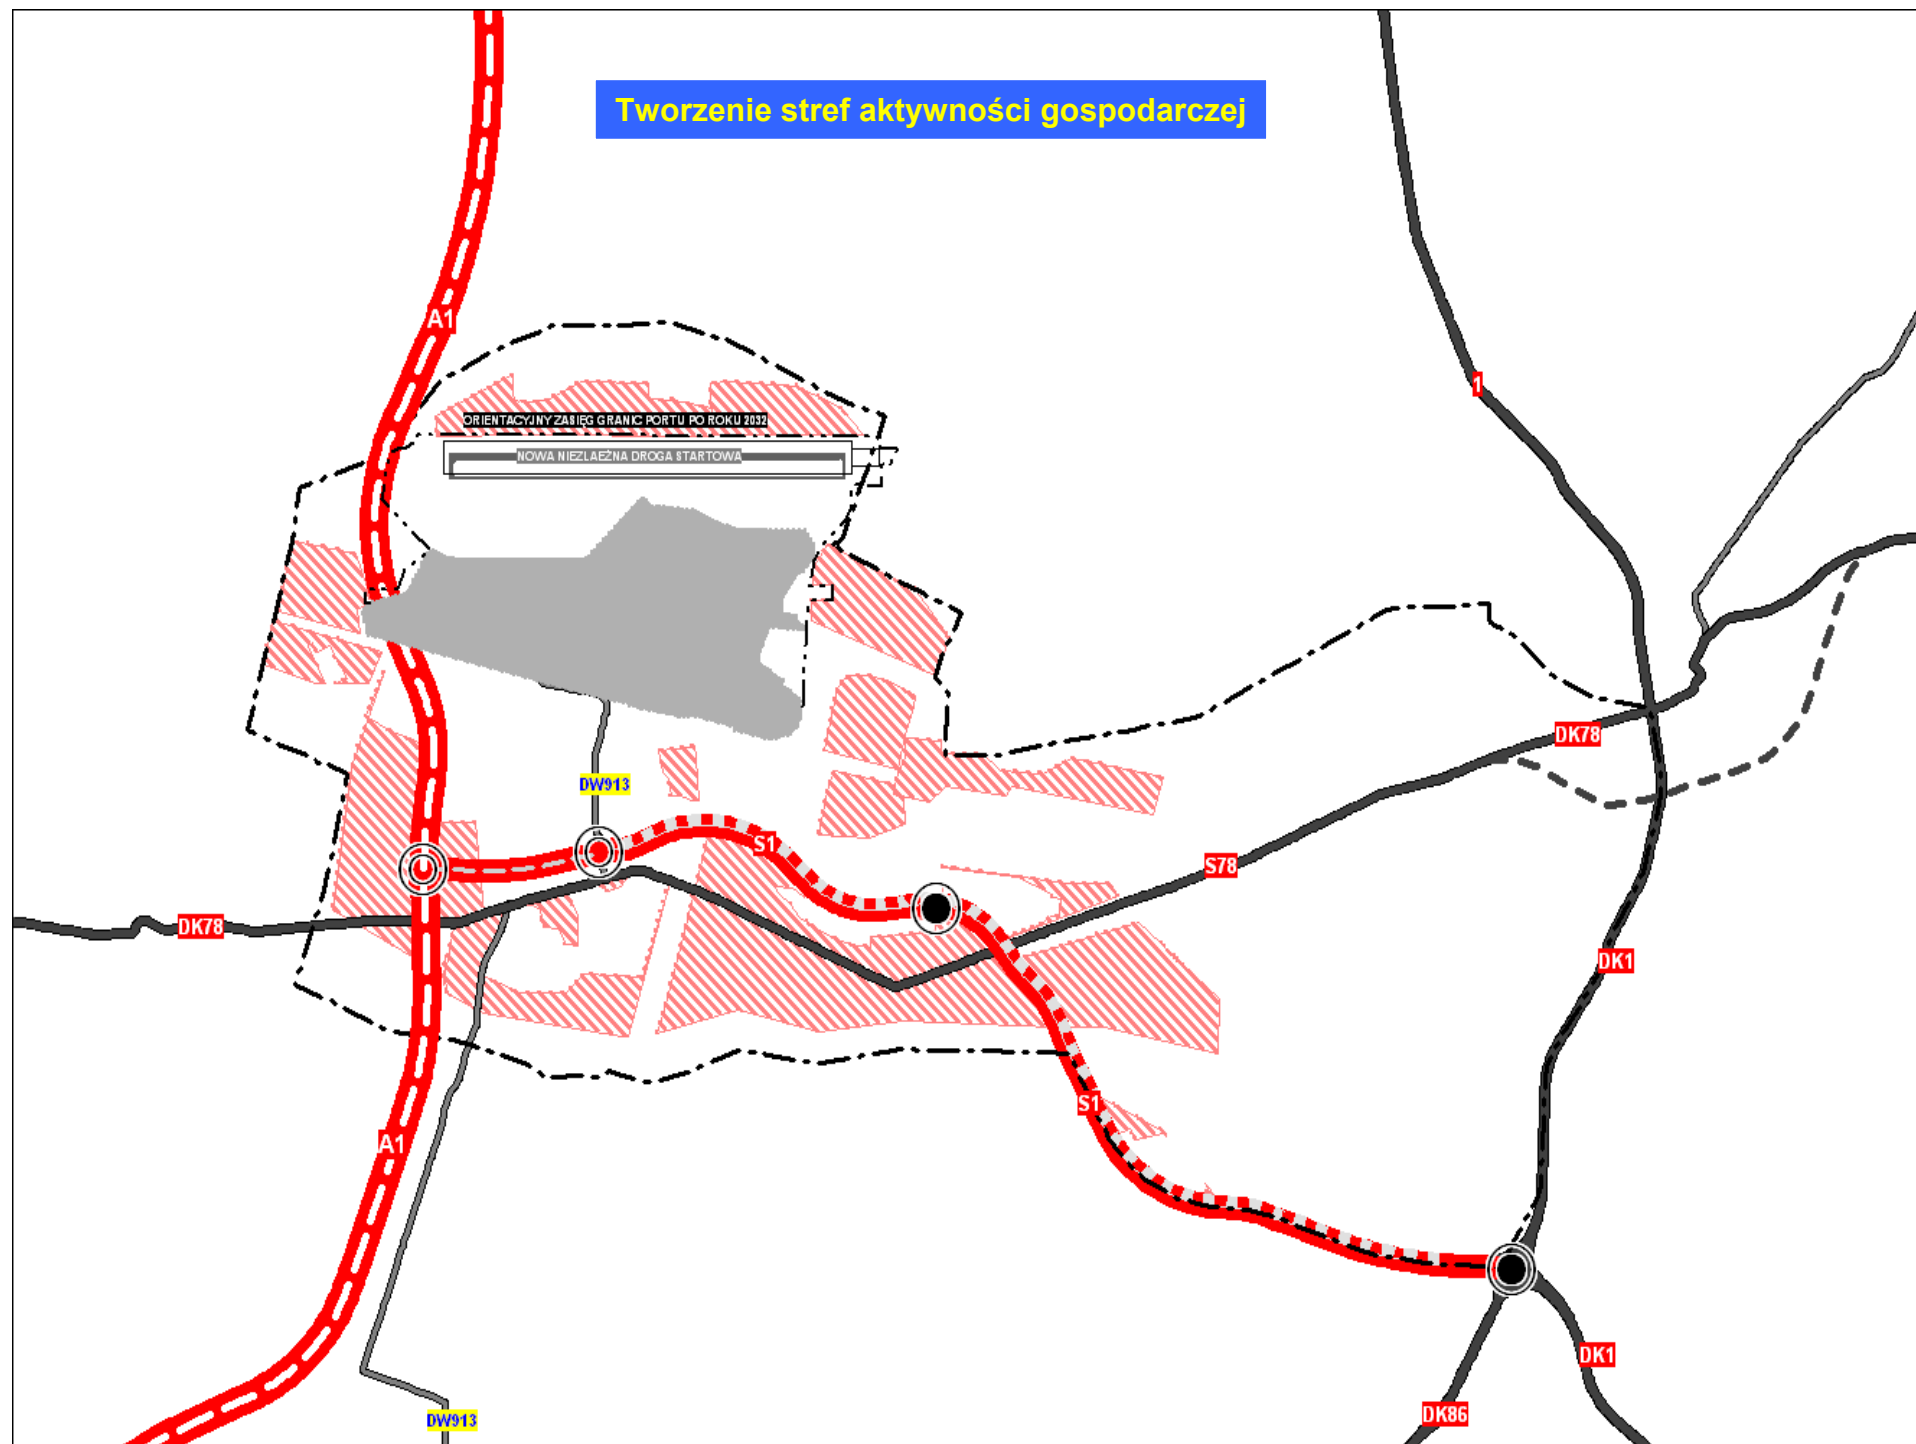 Tworzenie stref aktywności gospodarczej
A1
1
ORIENTACYJNY ZASIĘG GRANIC PORTU PO ROKU 2032
NOWA NIEZLAEŻNA DROGA STARTOWA
DK78
DW913
S1
S78
DK78
DK1
S1
A1
DK1
DK86
DW913